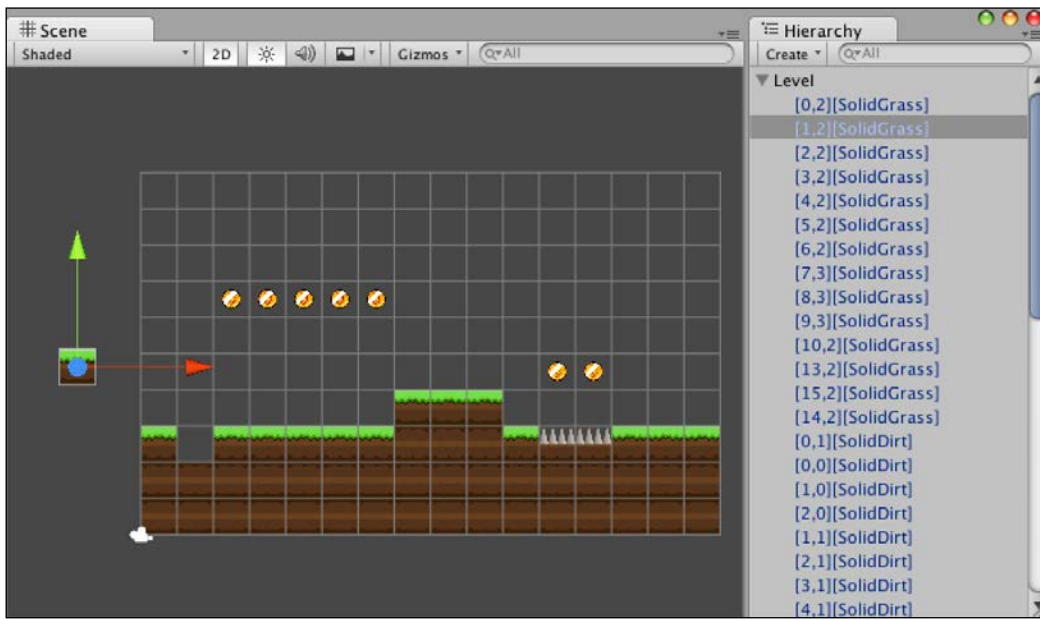 Scene
Shaded
2D
Gizmos
All
Hierarchy
Create
All
Level
[0,2][SolidGrass]
[1,2][SolidGrass]
[2,2][SolidGrass]
[3,2][SolidGrass]
[4,2][SolidGrass]
[5,2][SolidGrass]
[6,2][SolidGrass]
[7,3][SolidGrass]
[8,3][SolidGrass]
[9,3][SolidGrass]
[10,2][SolidGrass]
[13,2][SolidGrass]
[15,2][SolidGrass]
[14,2][SolidGrass]
[0,1][SolidDirt]
[0,0][SolidDirt]
[1,0][SolidDirt]
[2,0][SolidDirt]
[1,1][SolidDirt]
[2,1][SolidDirt]
[3,1][SolidDirt]
[4,1][SolidDirt]